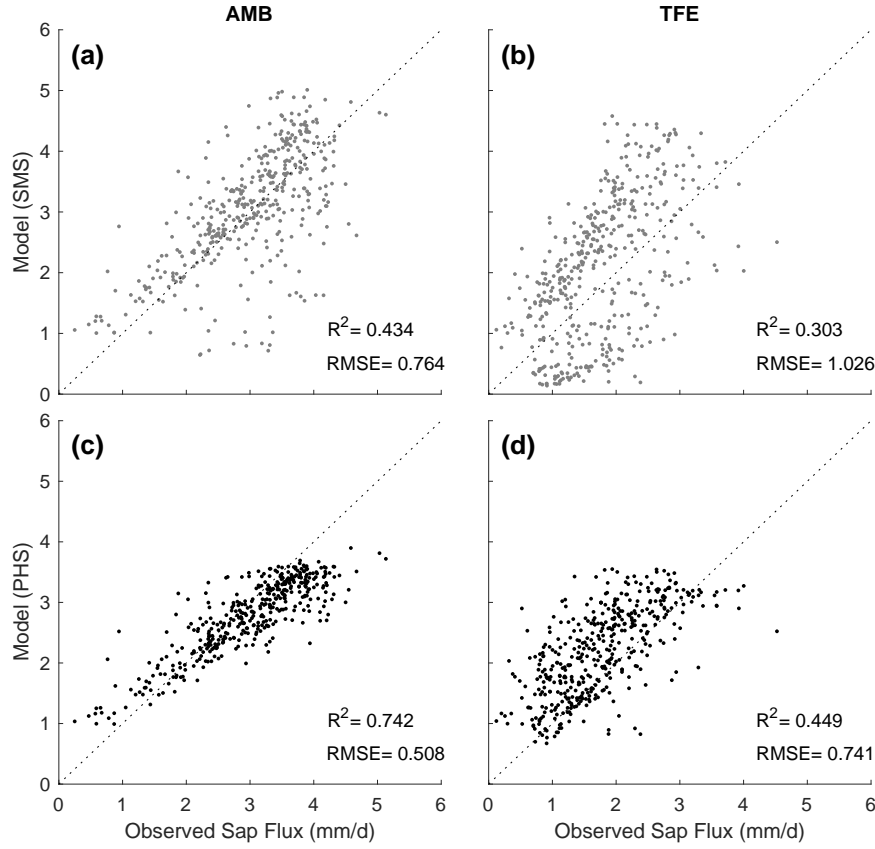 AMB
TFE
(a)
(b)
6
5
4
3
2
1
0
Model (SMS)
R²= 0.434
RMSE= 0.764
R²= 0.303
RMSE= 1.026
(c)
(d)
6
5
4
3
2
1
0
Model (PHS)
R²= 0.742
RMSE= 0.508
R²= 0.449
RMSE= 0.741
0 1 2 3 4 5 6
0 1 2 3 4 5 6
Observed Sap Flux (mm/d)
Observed Sap Flux (mm/d)